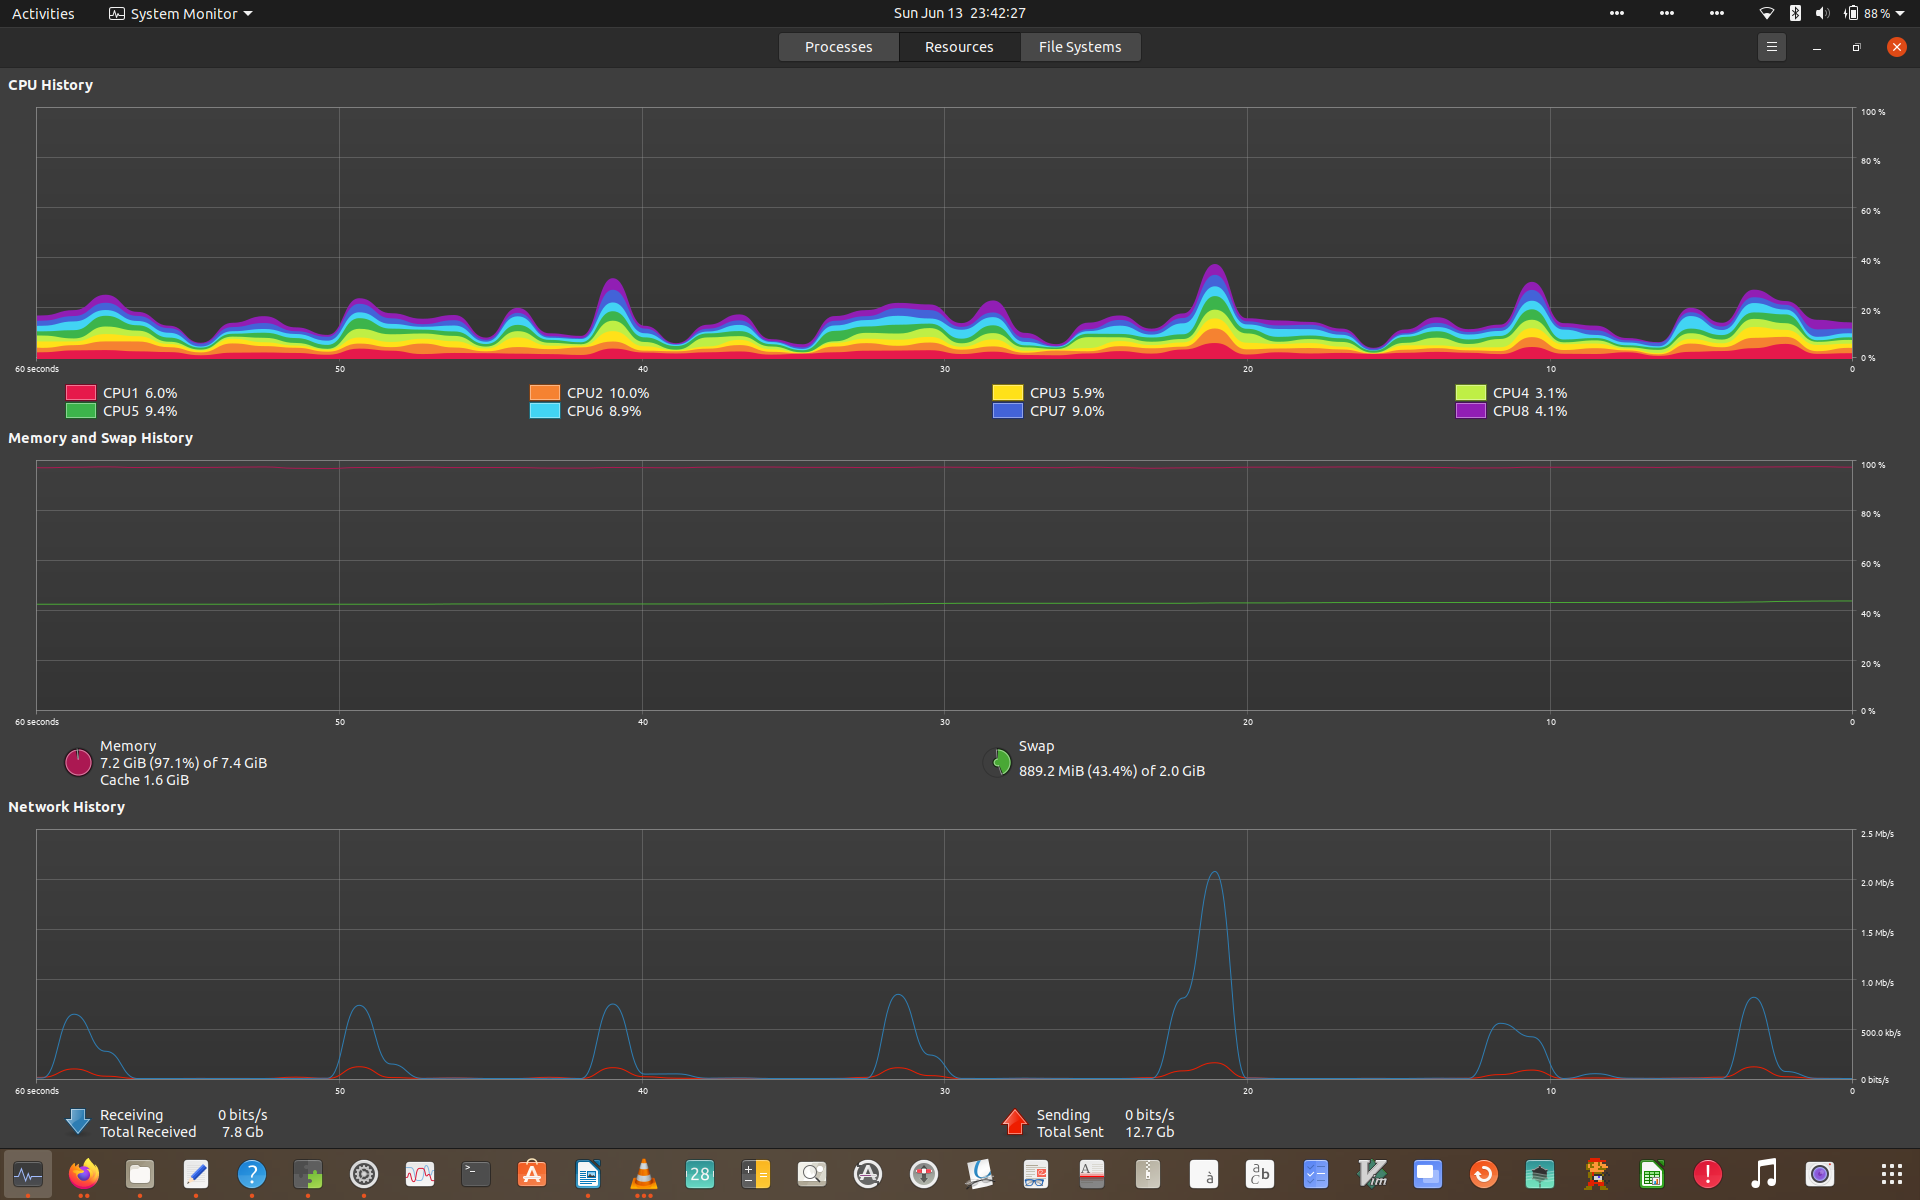 Activities System Monitor Sun Jun 13 23:42:27 88 %
Processes Resources File Systems
CPU History
100 %
80 %
60 %
40 %
20 %
0 %
60 seconds 50 40 30 20 10 0
CPU1 6.0% CPU2 10.0% CPU3 5.9% CPU4 3.1%
CPU5 9.4% CPU6 8.9% CPU7 9.0% CPU8 4.1%
Memory and Swap History
100 %
80 %
60 %
40 %
20 %
0 %
60 seconds 50 40 30 20 10 0
Memory
7.2 GiB (97.1%) of 7.4 GiB
Cache 1.6 GiB
Swap
889.2 MiB (43.4%) of 2.0 GiB
Network History
2.5 Mb/s
2.0 Mb/s
1.5 Mb/s
1.0 Mb/s
500.0 kb/s
0 bits/s
60 seconds 50 40 30 20 10 0
Receiving 0 bits/s
Total Received 7.8 Gb
Sending 0 bits/s
Total Sent 12.7 Gb
28